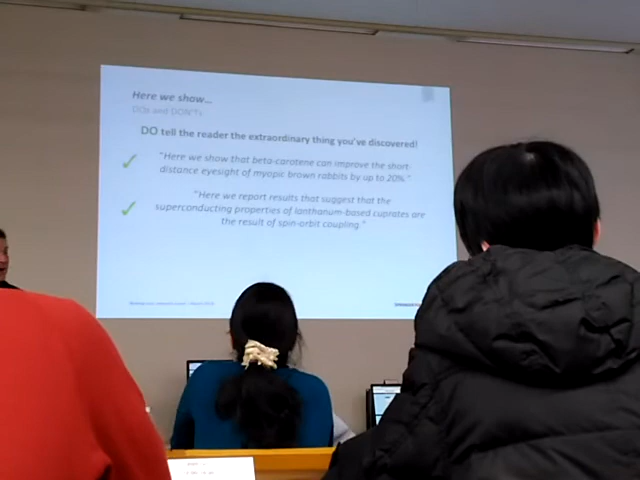 Here we show...
DOs and DON'Ts
DO tell the reader the extraordinary thing you've discovered!
"Here we show that beta-carotene can improve the short-
distance eyesight of myopic brown rabbits by up to 20%."
"Here we report results that suggest that the
superconducting properties of lanthanum-based cuprates are
the result of spin-orbit coupling."